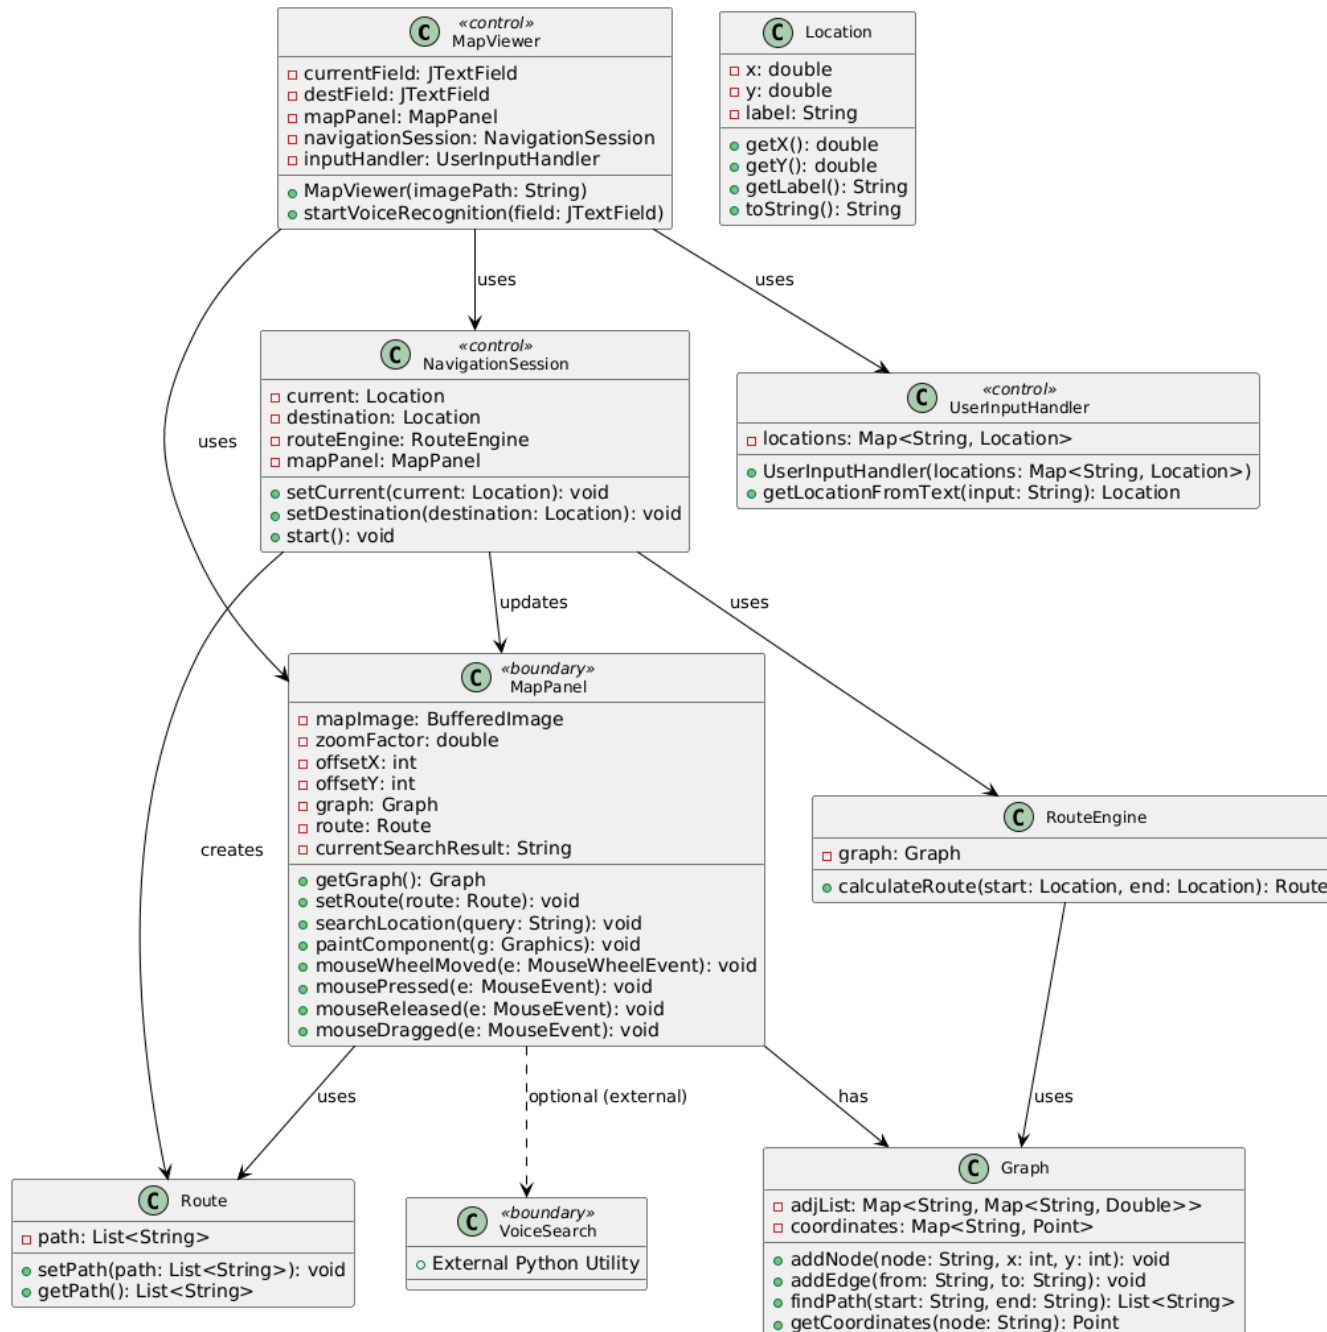 C «control»
MapViewer
currentField: JTextField
destField: JTextField
mapPanel: MapPanel
navigationSession: NavigationSession
inputHandler: UserInputHandler
MapViewer(imagePath: String)
startVoiceRecognition(field: JTextField)
C Location
x: double
y: double
label: String
getX(): double
getY(): double
getLabel(): String
toString(): String
uses
uses
uses
C «control»
NavigationSession
current: Location
destination: Location
routeEngine: RouteEngine
mapPanel: MapPanel
setCurrent(current: Location): void
setDestination(destination: Location): void
start(): void
C «control»
UserInputHandler
locations: Map<String, Location>
UserInputHandler(locations: Map<String, Location>)
getLocationFromText(input: String): Location
updates
uses
creates
C «boundary»
MapPanel
mapImage: BufferedImage
zoomFactor: double
offsetX: int
offsetY: int
graph: Graph
route: Route
currentSearchResult: String
getGraph(): Graph
setRoute(route: Route): void
searchLocation(query: String): void
paintComponent(g: Graphics): void
mouseWheelMoved(e: MouseWheelEvent): void
mousePressed(e: MouseEvent): void
mouseReleased(e: MouseEvent): void
mouseDragged(e: MouseEvent): void
C RouteEngine
graph: Graph
calculateRoute(start: Location, end: Location): Route
uses
optional (external)
has
uses
C Route
path: List<String>
setPath(path: List<String>): void
getPath(): List<String>
C «boundary»
VoiceSearch
External Python Utility
C Graph
adjList: Map<String, Map<String, Double>>
coordinates: Map<String, Point>
addNode(node: String, x: int, y: int): void
addEdge(from: String, to: String): void
findPath(start: String, end: String): List<String>
getCoordinates(node: String): Point